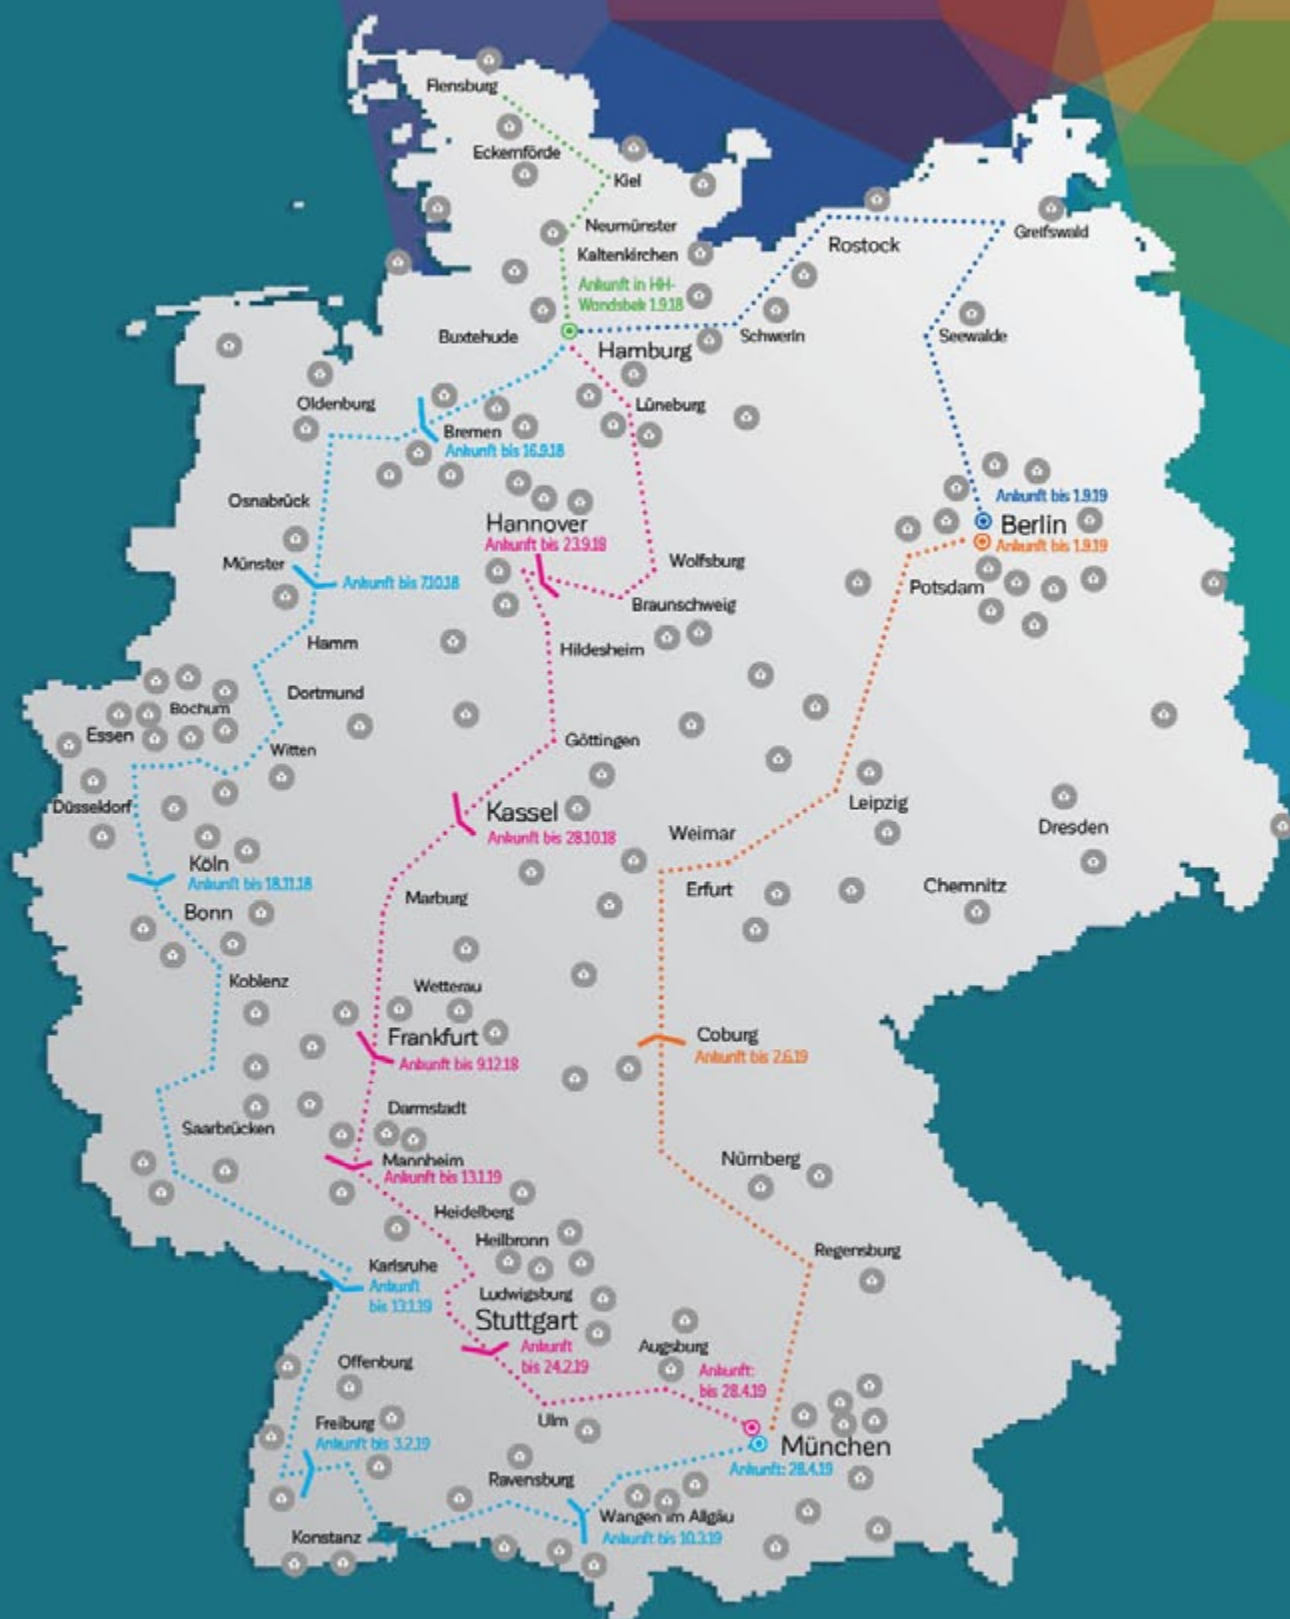 Flensburg
Eckernförde
Kiel
Neumünster
Kaltenkirchen
Ankunft in HH-
Wandsbek 1.9.18
Rostock
Greifswald
Buxtehude
Hamburg
Schwerin
Seewalde
Oldenburg
Lüneburg
Bremen
Ankunft bis 16.9.18
Osnabrück
Hannover
Ankunft bis 23.9.18
Ankunft bis 1.9.19
Berlin
Ankunft bis 1.9.19
Münster
Ankunft bis 7.10.18
Wolfsburg
Potsdam
Braunschweig
Hamm
Hildesheim
Dortmund
Bochum
Essen
Witten
Göttingen
Düsseldorf
Kassel
Ankunft bis 28.10.18
Weimar
Leipzig
Dresden
Köln
Ankunft bis 18.11.18
Bonn
Marburg
Erfurt
Chemnitz
Koblenz
Wetterau
Frankfurt
Ankunft bis 9.12.18
Coburg
Ankunft bis 2.6.19
Saarbrücken
Darmstadt
Mannheim
Ankunft bis 13.1.19
Nürnberg
Heidelberg
Heilbronn
Karlsruhe
Ankunft
bis 13.1.19
Regensburg
Ludwigsburg
Stuttgart
Ankunft
bis 24.2.19
Augsburg
Ankunft:
bis 28.4.19
Offenburg
Freiburg
Ankunft bis 3.2.19
Ulm
München
Ankunft: 28.4.19
Ravensburg
Wangen im Allgäu
Ankunft bis 10.3.19
Konstanz